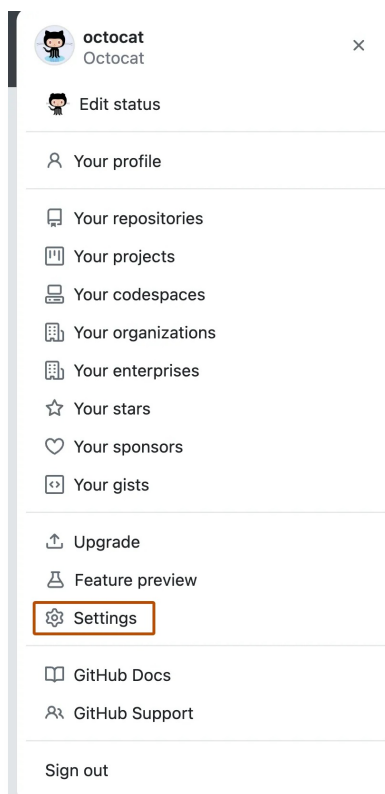 octocat
Octocat
Edit status
Your profile
Your repositories
Your projects
Your codespaces
Your organizations
Your enterprises
Your stars
Your sponsors
Your gists
Upgrade
Feature preview
Settings
GitHub Docs
GitHub Support
Sign out